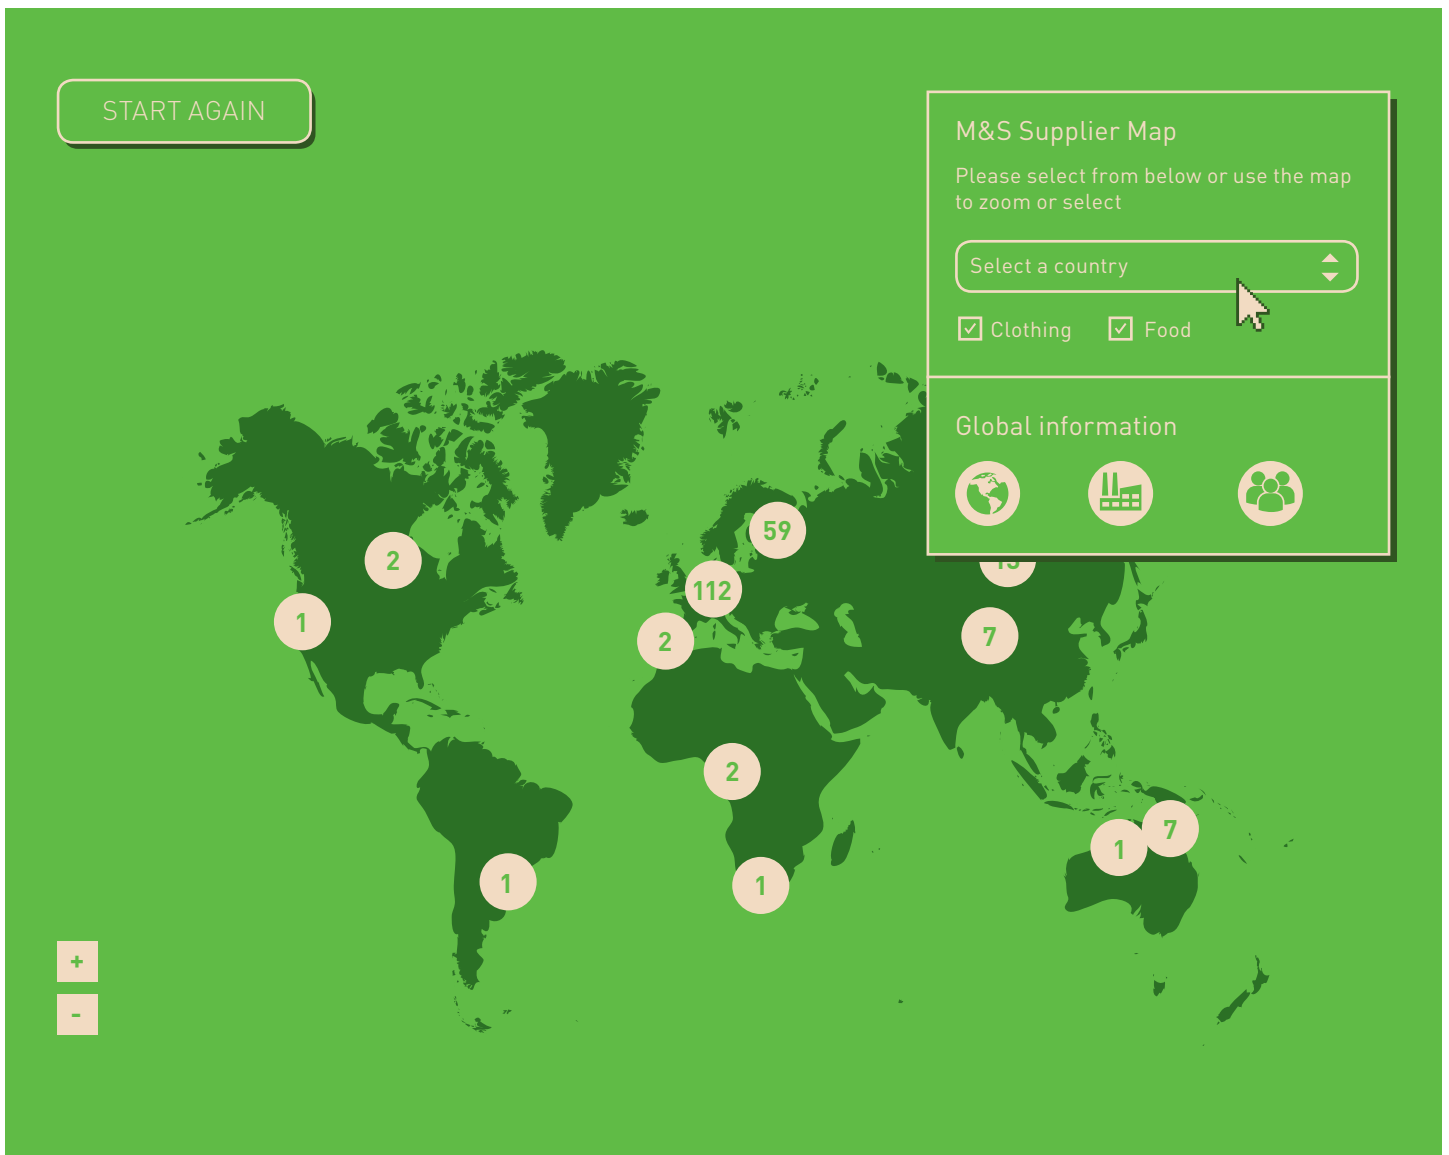 START AGAIN
M&S Supplier Map
Please select from below or use the map
to zoom or select
Select a country
Clothing
Food
Global information
59
2
112
1
7
2
2
7
1
1
1
+
-